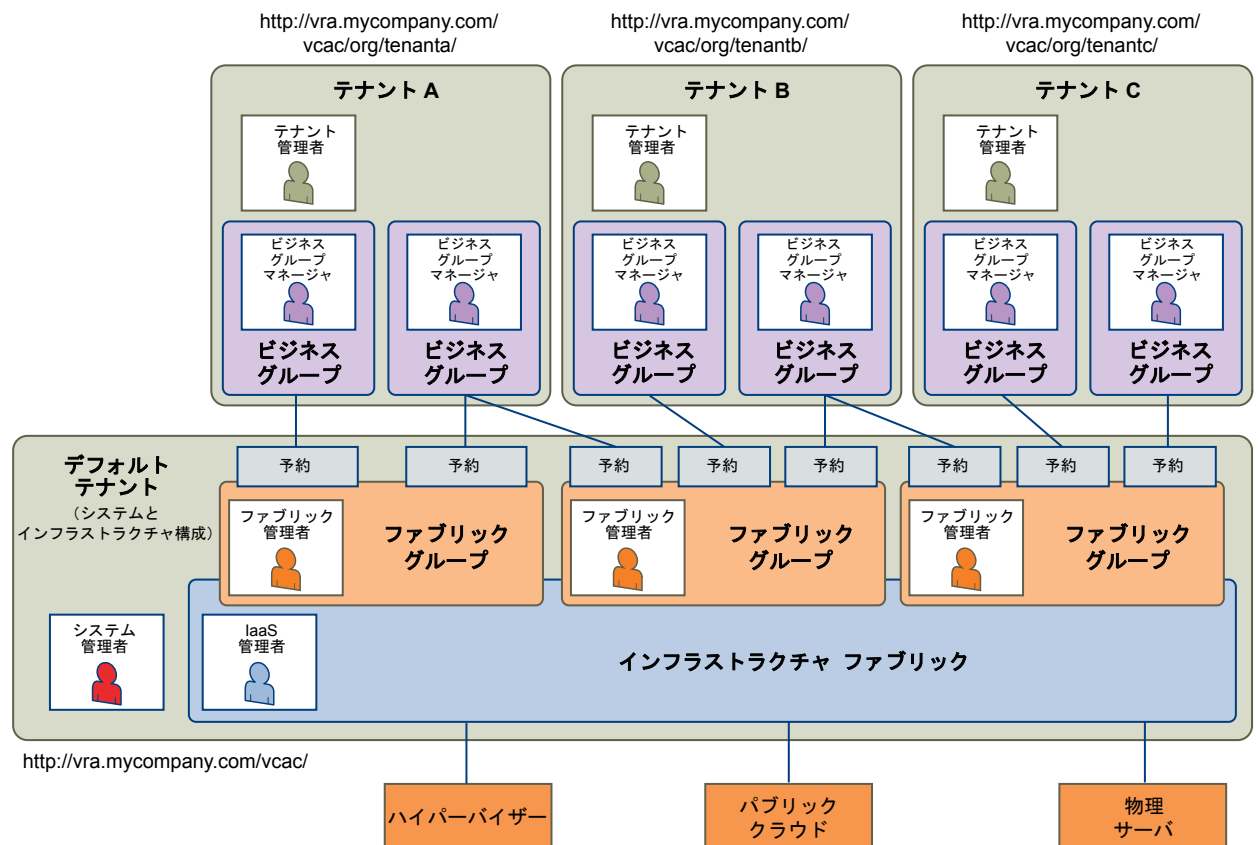 http://vra.mycompany.com/
vcac/org/tenanta/
http://vra.mycompany.com/
vcac/org/tenantb/
http://vra.mycompany.com/
vcac/org/tenantc/
テナント A
テナント B
テナント C
テナント
管理者
テナント
管理者
テナント
管理者
ビジネス
グループ
マネージャ
ビジネス
グループ
マネージャ
ビジネス
グループ
マネージャ
ビジネス
グループ
マネージャ
ビジネス
グループ
マネージャ
ビジネス
グループ
マネージャ
ビジネス
グループ
ビジネス
グループ
ビジネス
グループ
ビジネス
グループ
ビジネス
グループ
ビジネス
グループ
デフォルト
テナント
（システムと
インフラストラクチャ構成）
予約
予約
予約
予約
予約
予約
予約
予約
ファブリック
管理者
ファブリック
グループ
ファブリック
管理者
ファブリック
グループ
ファブリック
管理者
ファブリック
グループ
システム
管理者
IaaS
管理者
インフラストラクチャ ファブリック
http://vra.mycompany.com/vcac/
ハイパーバイザー
パブリック
クラウド
物理
サーバ